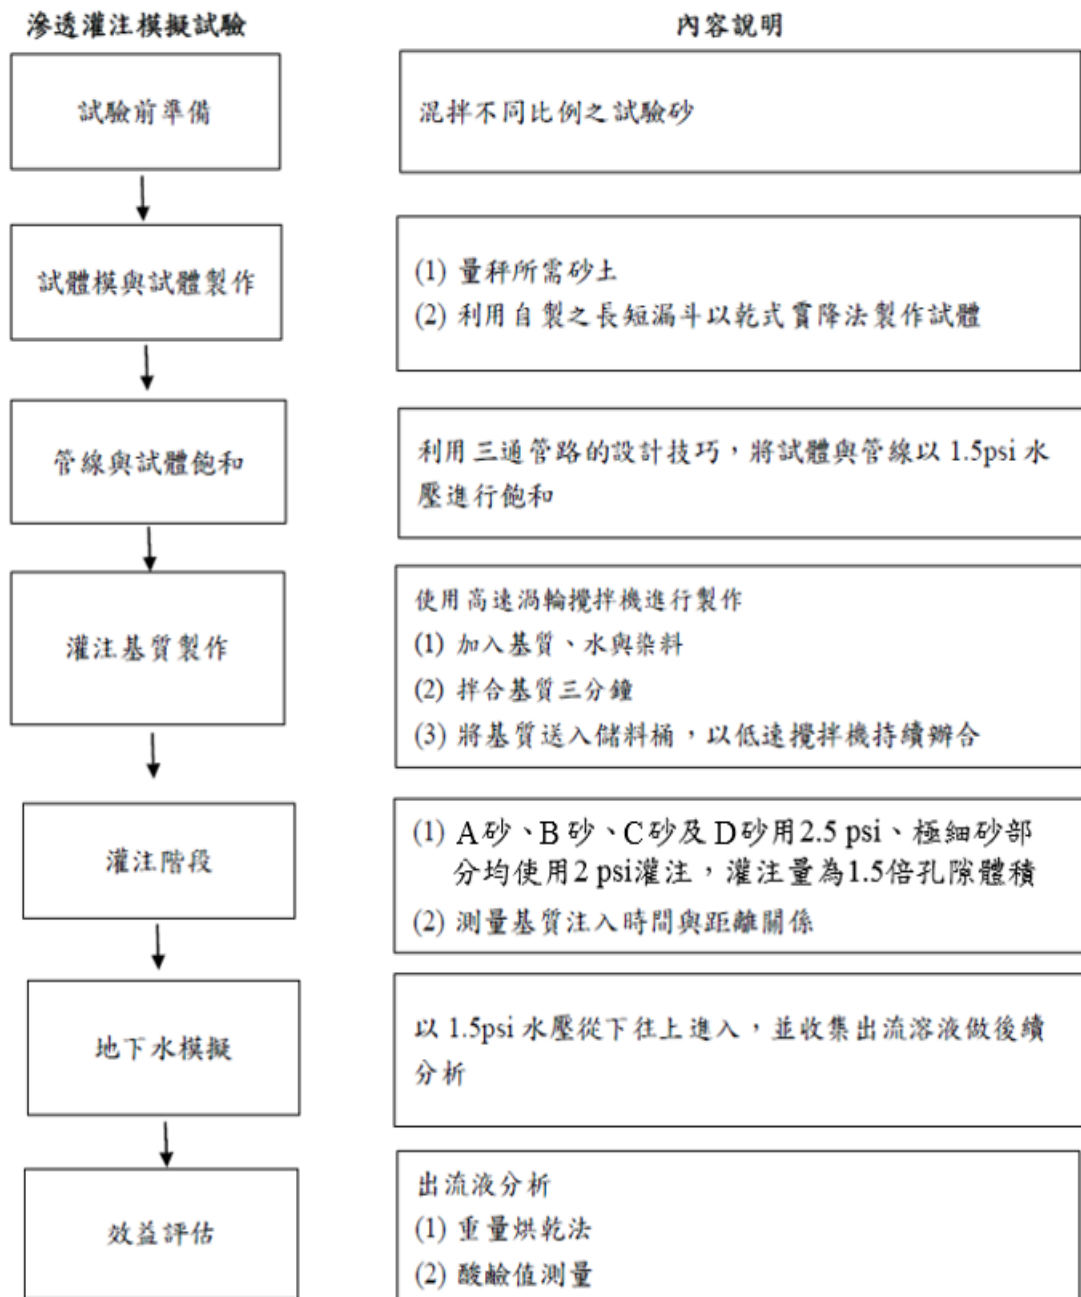 滲透灌注模擬試驗
內容說明
試驗前準備
混拌不同比例之試驗砂
試體模與試體製作
(1) 量秤所需砂土
(2) 利用自製之長短漏斗以乾式霣降法製作試體
管線與試體飽和
利用三通管路的設計技巧，將試體與管線以 1.5psi 水
壓進行飽和
灌注基質製作
使用高速渦輪攪拌機進行製作
(1) 加入基質、水與染料
(2) 拌合基質三分鐘
(3) 將基質送入儲料桶，以低速攪拌機持續辦合
灌注階段
(1) A砂、B砂、C砂及 D砂用2.5 psi、極細砂部
分均使用2 psi灌注，灌注量為1.5倍孔隙體積
(2) 測量基質注入時間與距離關係
地下水模擬
以 1.5psi 水壓從下往上進入，並收集出流溶液做後續
分析
效益評估
出流液分析
(1) 重量烘乾法
(2) 酸鹼值測量